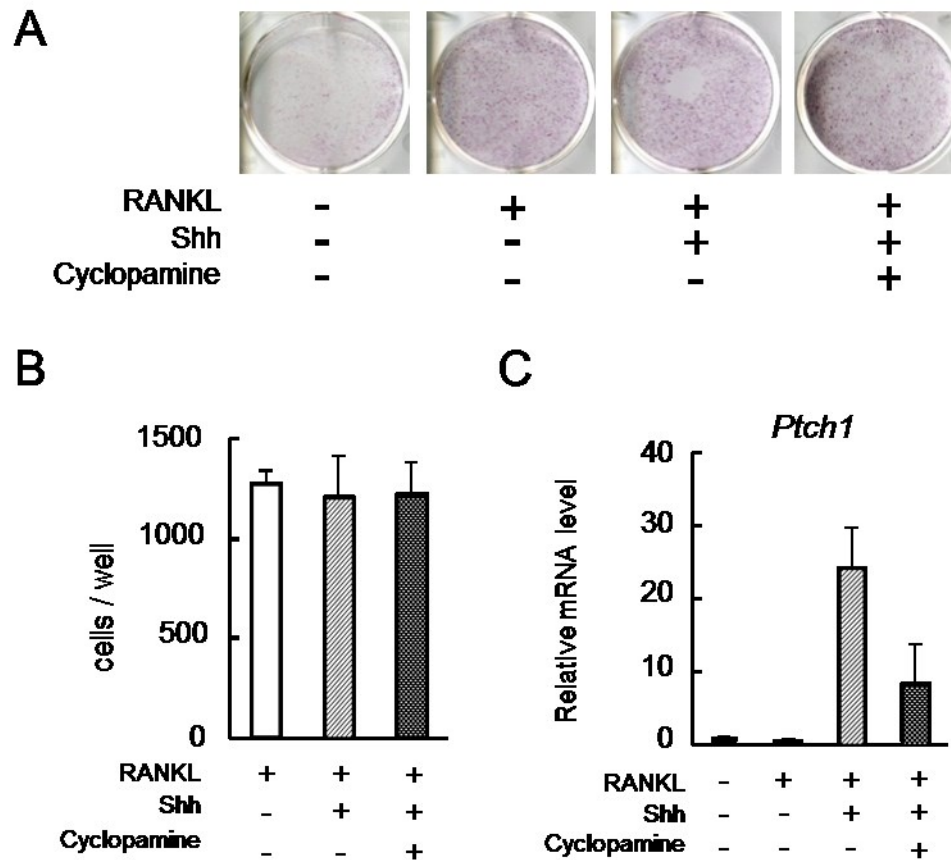 A
RANKL - + + +
Shh - - + +
Cyclopamine - - - +
B
1500
1000
500
0
cells / well
RANKL + + +
Shh - + +
Cyclopamine - - +
C
Ptch1
40
30
20
10
0
Relative mRNA level
RANKL - + + +
Shh - - + +
Cyclopamine - - - +